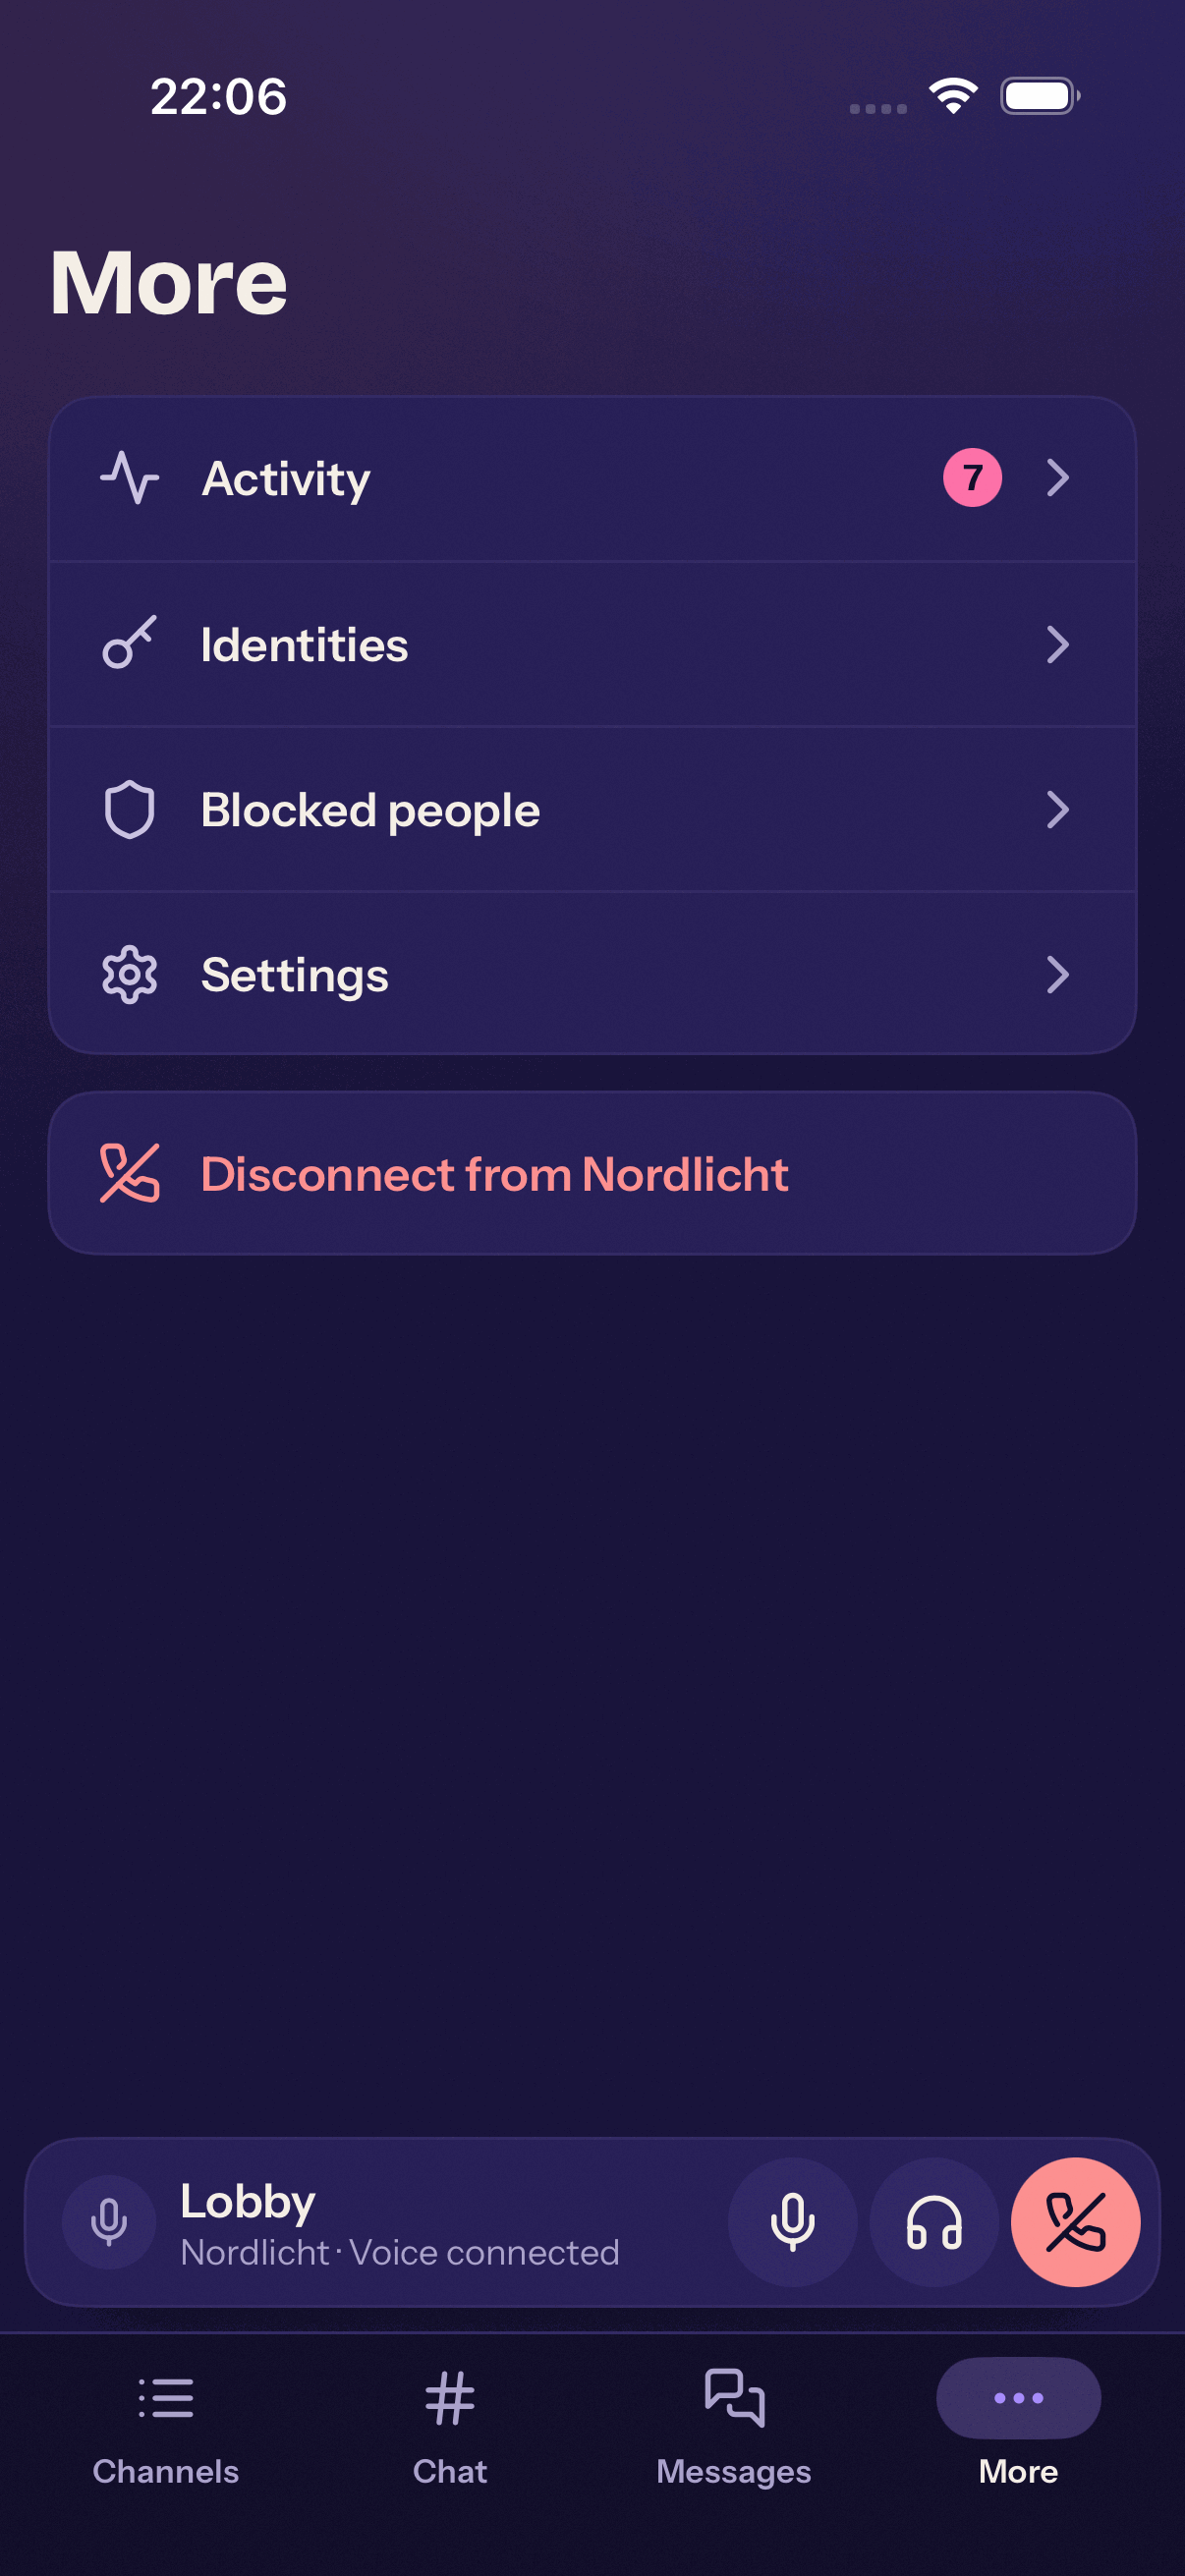 22:06
More
Activity
7
Identities
Blocked people
Settings
Disconnect from Nordlicht
Lobby
Nordlicht · Voice connected
Channels
Chat
Messages
More